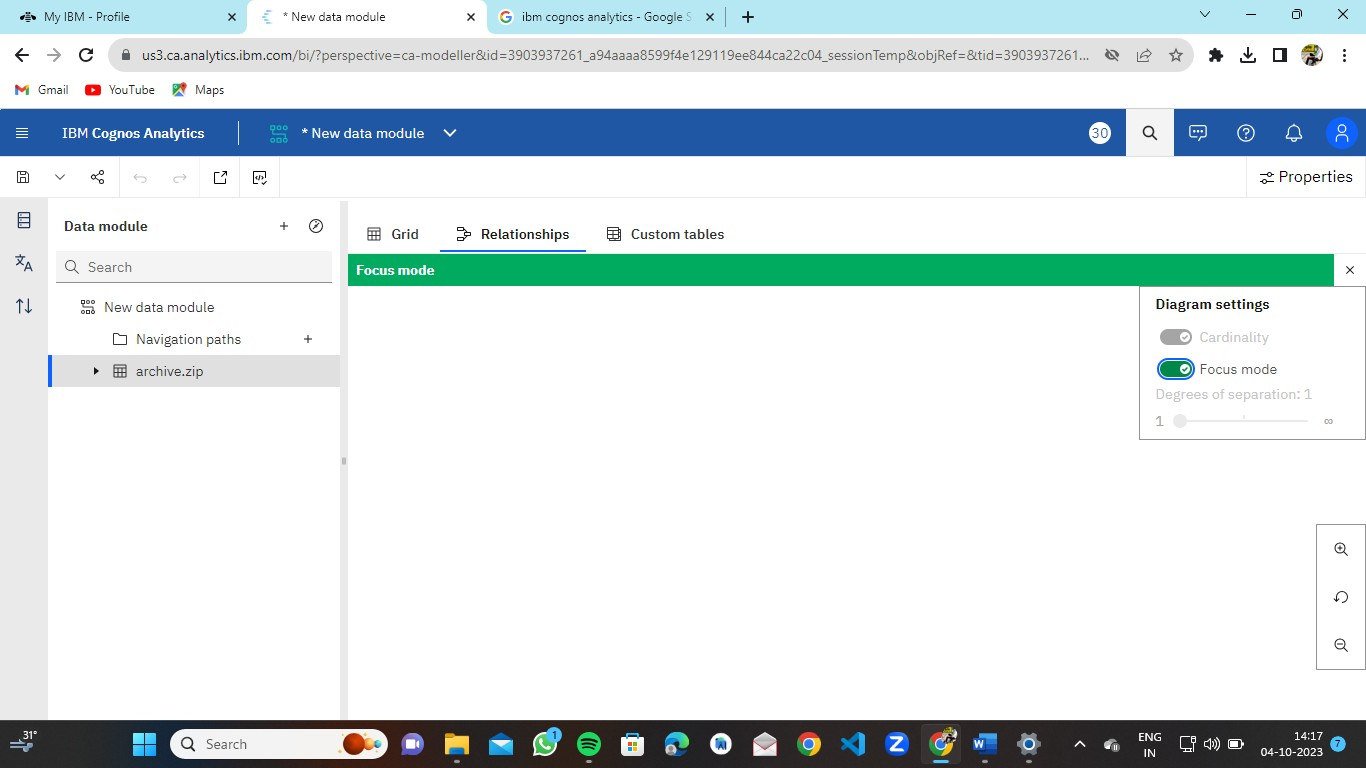 My IBM - Profile
* New data module
ibm cognos analytics - Google S
us3.ca.analytics.ibm.com/bi/?perspective=ca-modeller&id=3903937261_a94aaaa8599f4e129119ee844ca22c04_sessionTemp&objRef=&tid=3903937261...
Gmail
YouTube
Maps
IBM Cognos Analytics
* New data module
30
Properties
Data module
Grid
Relationships
Custom tables
Search
Focus mode
New data module
Navigation paths
archive.zip
Diagram settings
Cardinality
Focus mode
Degrees of separation: 1
1
∞
31°
Search
1
ENG
IN
14:17
04-10-2023
7